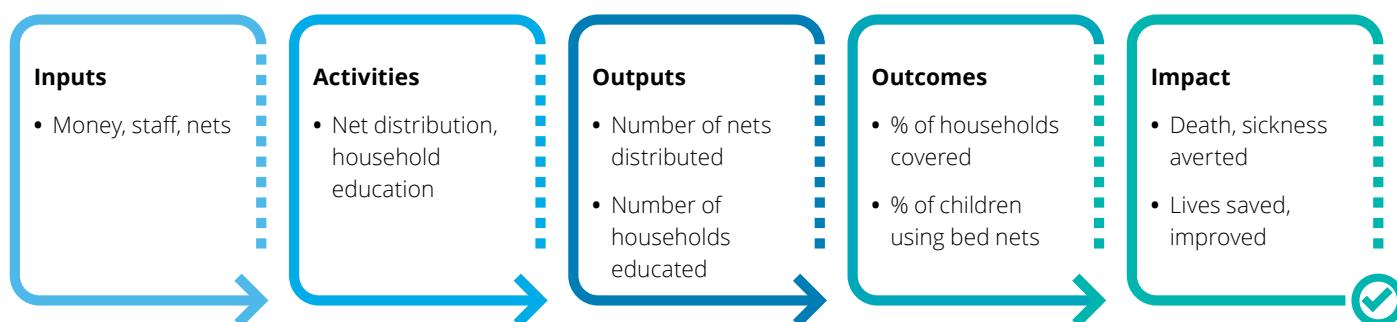 Inputs
• Money, staff, nets
Activities
• Net distribution,
household
education
Outputs
• Number of nets
distributed
• Number of
households
educated
Outcomes
• % of households
covered
• % of children
using bed nets
Impact
• Death, sickness
averted
• Lives saved,
improved